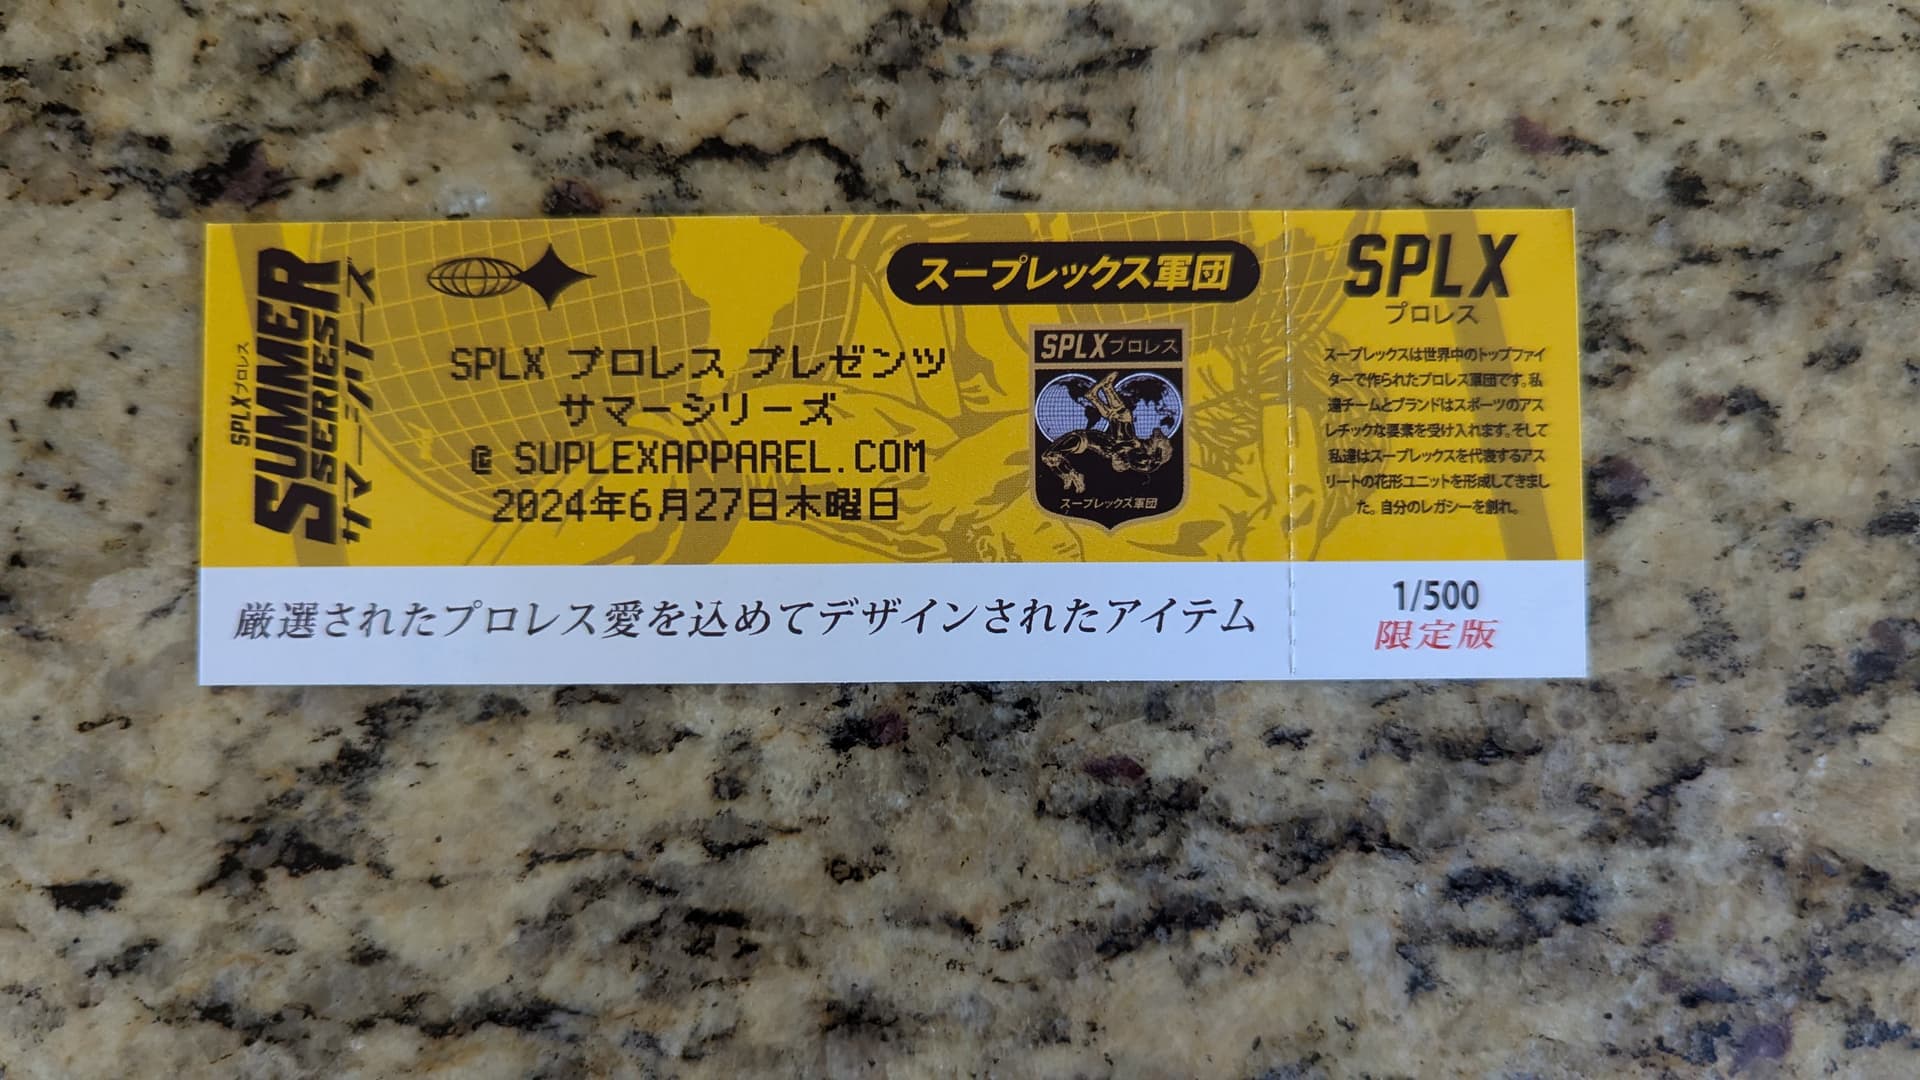 SPLXプロレス
SUMMER
SERIES
サマーシリーズ
SPLX プロレス プレゼンツ
サマーシリーズ
@ SUPLEXAPPAREL.COM
2024年6月27日木曜日
スープレックス軍団
SPLXプロレス
スープレックス軍団
厳選されたプロレス愛を込めてデザインされたアイテム
SPLX
プロレス
スープレックスは世界中のトップファイ
ターで作られたプロレス軍団です。私
達チームとブランドはスポーツのアス
レチックな要素を受け入れます。そして
私達はスープレックスを代表するアス
リートの花形ユニットを形成してきまし
た。自分のレガシーを創れ。
1/500
限定版